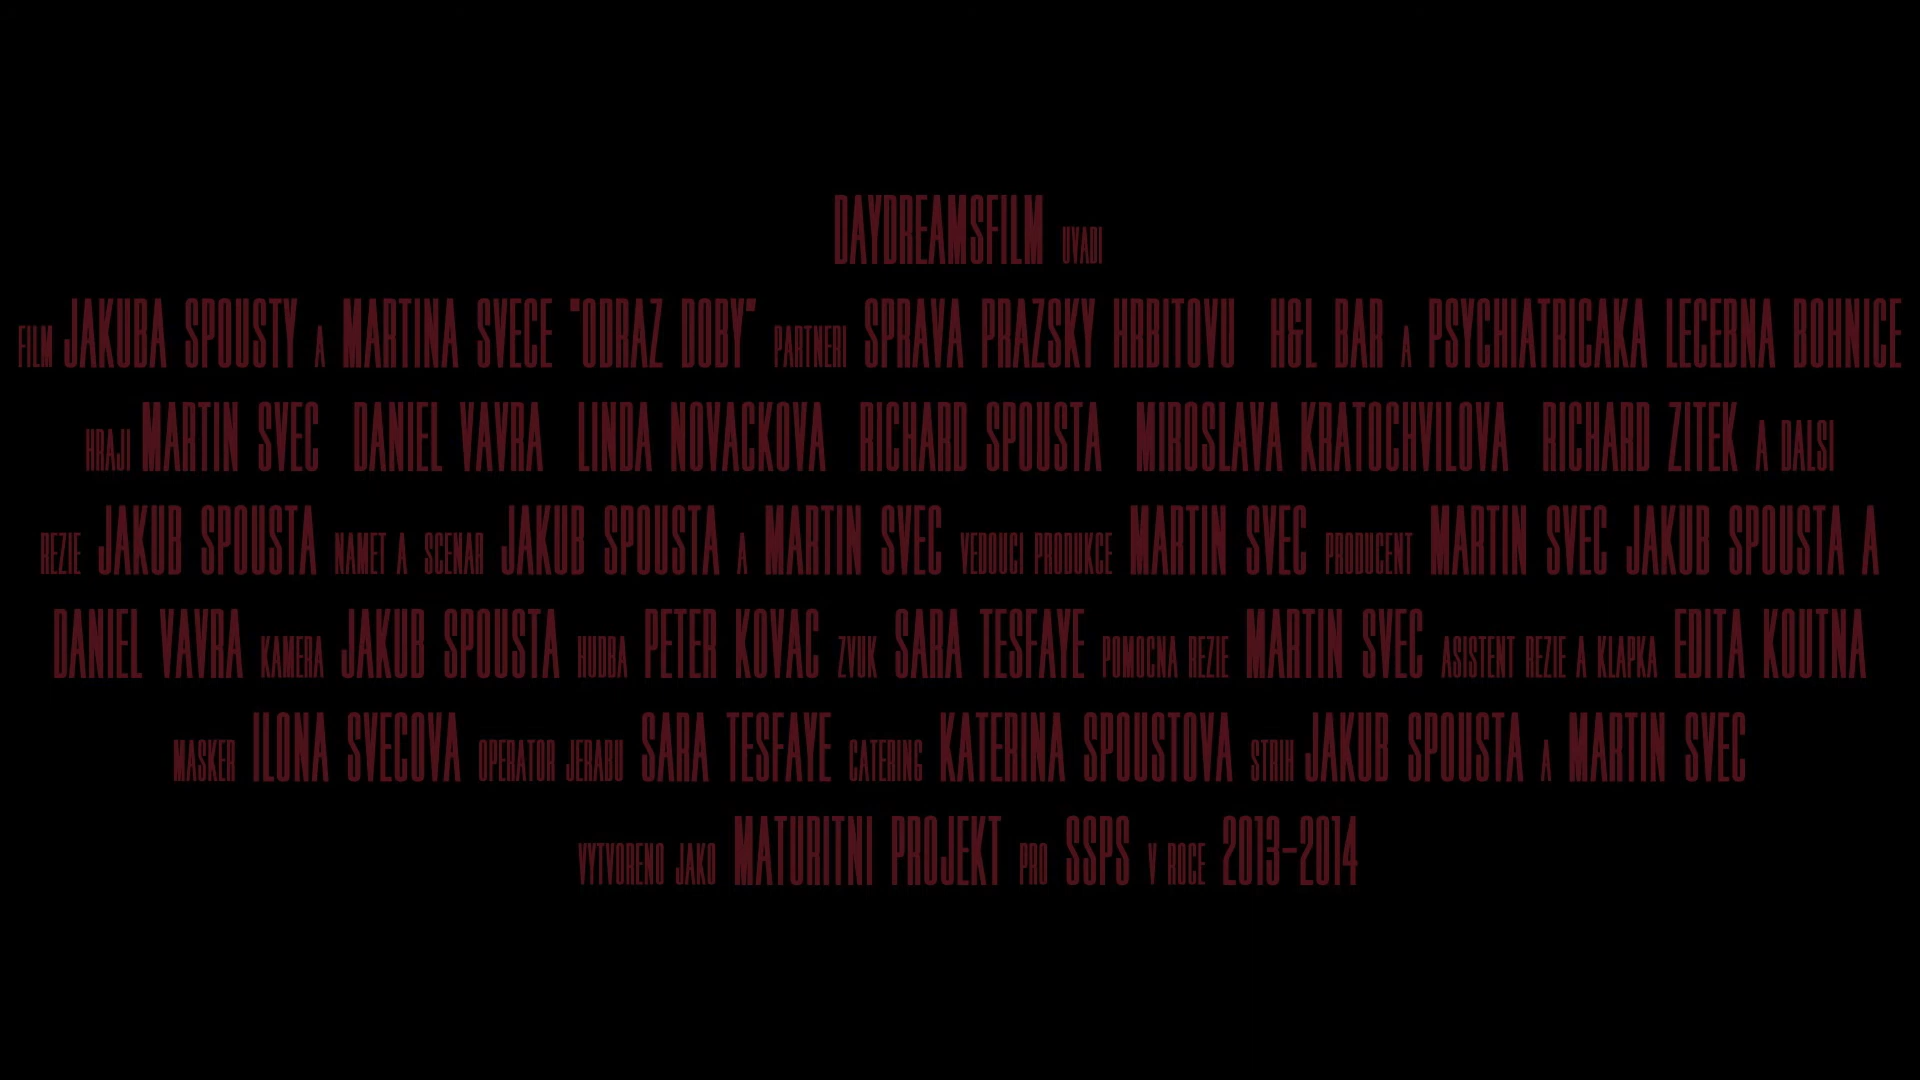 DAYDREAMSFILM UVADI
FILM JAKUBA SPOUSTY A MARTINA SVECE "ODRAZ DOBY" PARTNERI SPRAVA PRAZSKY HRBITOVU H&L BAR A PSYCHIATRICAKA LECEBNA BOHNICE
HRAJI MARTIN SVEC DANIEL VAVRA LINDA NOVACKOVA RICHARD SPOUSTA MIROSLAVA KRATOCHVILOVA RICHARD ZITEK A DALSI
REZIE JAKUB SPOUSTA NAMET A SCENAR JAKUB SPOUSTA A MARTIN SVEC VEDOUCI PRODUKCE MARTIN SVEC PRODUCENT MARTIN SVEC JAKUB SPOUSTA A
DANIEL VAVRA KAMERA JAKUB SPOUSTA HUDBA PETER KOVAC ZVUK SARA TESFAYE POMOCNA REZIE MARTIN SVEC ASISTENT REZIE A KLAPKA EDITA KOUTNA
MASKER ILONA SVECOVA OPERATOR JERABU SARA TESFAYE CATERING KATERINA SPOUSTOVA STRIH JAKUB SPOUSTA A MARTIN SVEC
VYTVORENO JAKO MATURITNI PROJEKT PRO SSPS V ROCE 2013-2014